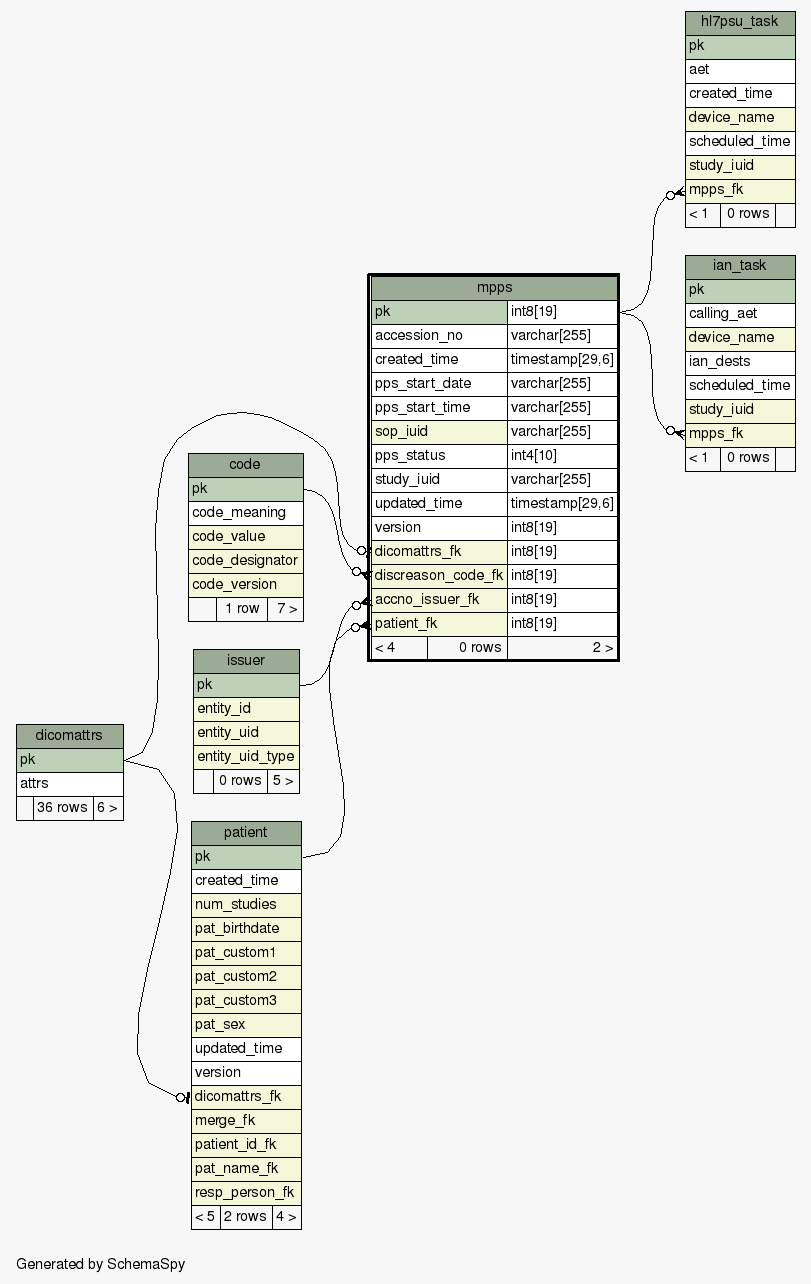 hl7psu_task
pk
aet
created_time
device_name
scheduled_time
study_iuid
mpps_fk
< 1 0 rows
ian_task
pk
calling_aet
device_name
ian_dests
scheduled_time
study_iuid
mpps_fk
< 1 0 rows
mpps
pk int8[19]
accession_no varchar[255]
created_time timestamp[29,6]
pps_start_date varchar[255]
pps_start_time varchar[255]
sop_iuid varchar[255]
pps_status int4[10]
study_iuid varchar[255]
updated_time timestamp[29,6]
version int8[19]
dicomattrs_fk int8[19]
discreason_code_fk int8[19]
accno_issuer_fk int8[19]
patient_fk int8[19]
< 4 0 rows 2 >
code
pk
code_meaning
code_value
code_designator
code_version
1 row 7 >
issuer
pk
entity_id
entity_uid
entity_uid_type
0 rows 5 >
dicomattrs
pk
attrs
36 rows 6 >
patient
pk
created_time
num_studies
pat_birthdate
pat_custom1
pat_custom2
pat_custom3
pat_sex
updated_time
version
dicomattrs_fk
merge_fk
patient_id_fk
pat_name_fk
resp_person_fk
< 5 2 rows 4 >
Generated by SchemaSpy